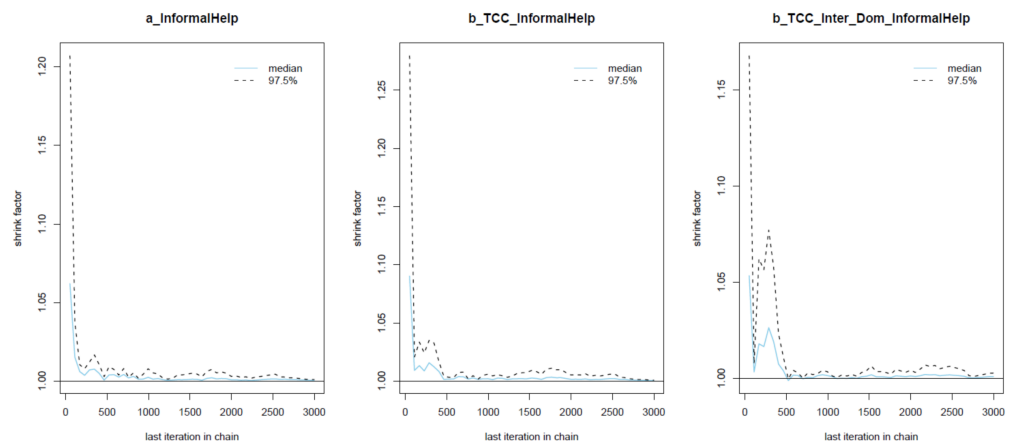 a_InformalHelp
b_TCC_InformalHelp
b_TCC_Inter_Dom_InformalHelp
median
97.5%
median
97.5%
median
97.5%
shrink factor
1.00 1.05 1.10 1.15 1.20
shrink factor
1.00 1.05 1.10 1.15 1.20 1.25
shrink factor
1.00 1.05 1.10 1.15
0 500 1000 1500 2000 2500 3000
0 500 1000 1500 2000 2500 3000
0 500 1000 1500 2000 2500 3000
last iteration in chain
last iteration in chain
last iteration in chain